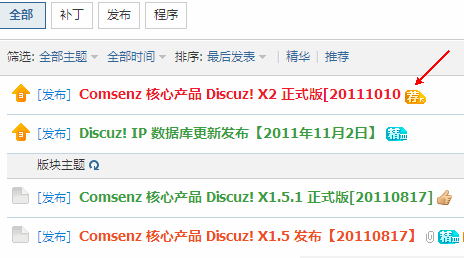 全部 补丁 发布 程序
筛选: 全部主题 全部时间 排序: 最后发表 | 精华 | 推荐
3 [发布] Comsenz 核心产品 Discuz! X2 正式版[20111010 荐
3 [发布] Discuz! IP 数据库更新发布【2011年11月2日】 精
版块主题
[发布] Comsenz 核心产品 Discuz! X1.5.1 正式版[20110817]
[发布] Comsenz 核心产品 Discuz! X1.5 发布【20110817】 精